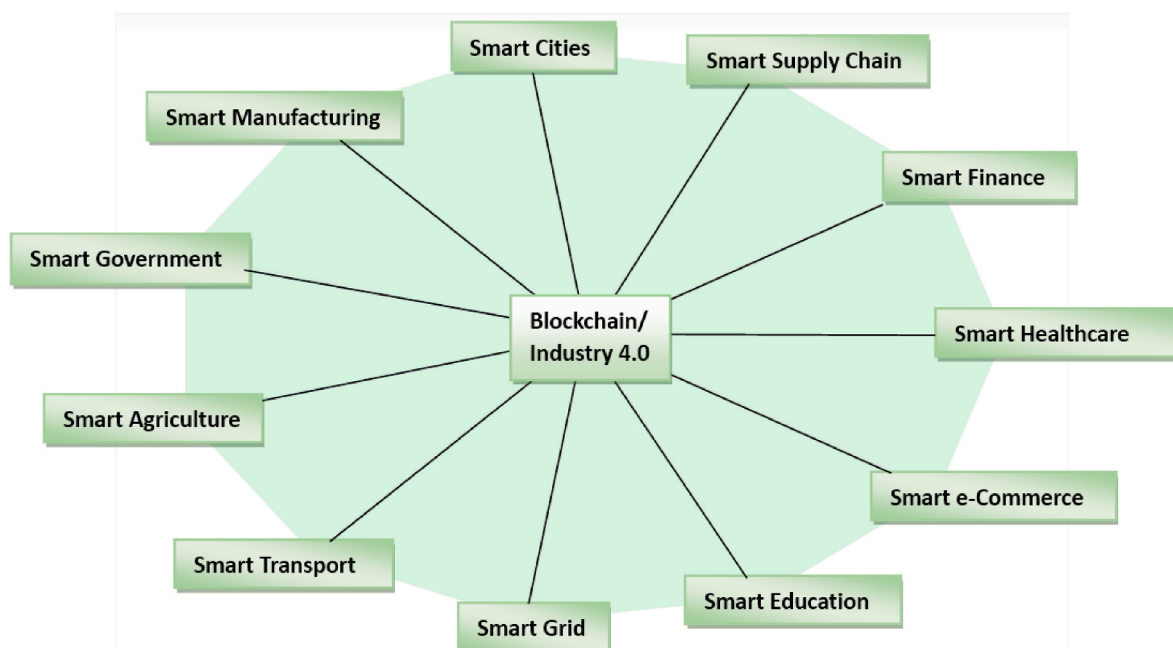 Smart Cities
Smart Supply Chain
Smart Manufacturing
Smart Finance
Smart Government
Blockchain/
Industry 4.0
Smart Healthcare
Smart Agriculture
Smart e-Commerce
Smart Transport
Smart Education
Smart Grid